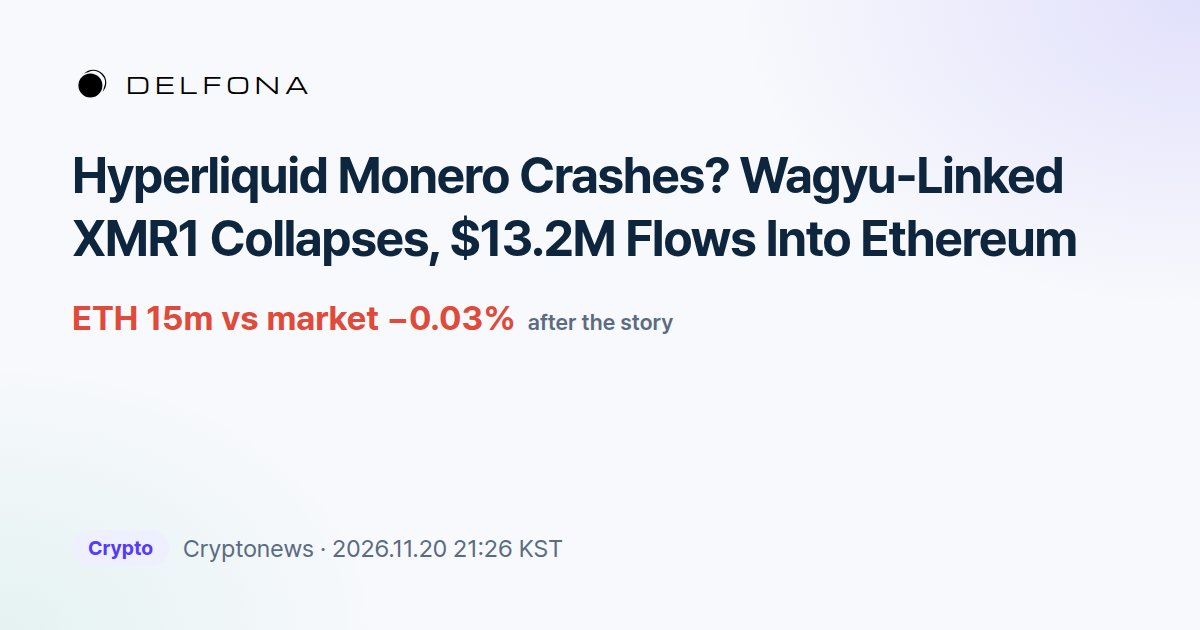 DELFONA
Hyperliquid Monero Crashes? Wagyu-Linked
XMR1 Collapses, $13.2M Flows Into Ethereum
ETH 15m vs market −0.03% after the story
Crypto Cryptonews · 2026.11.20 21:26 KST